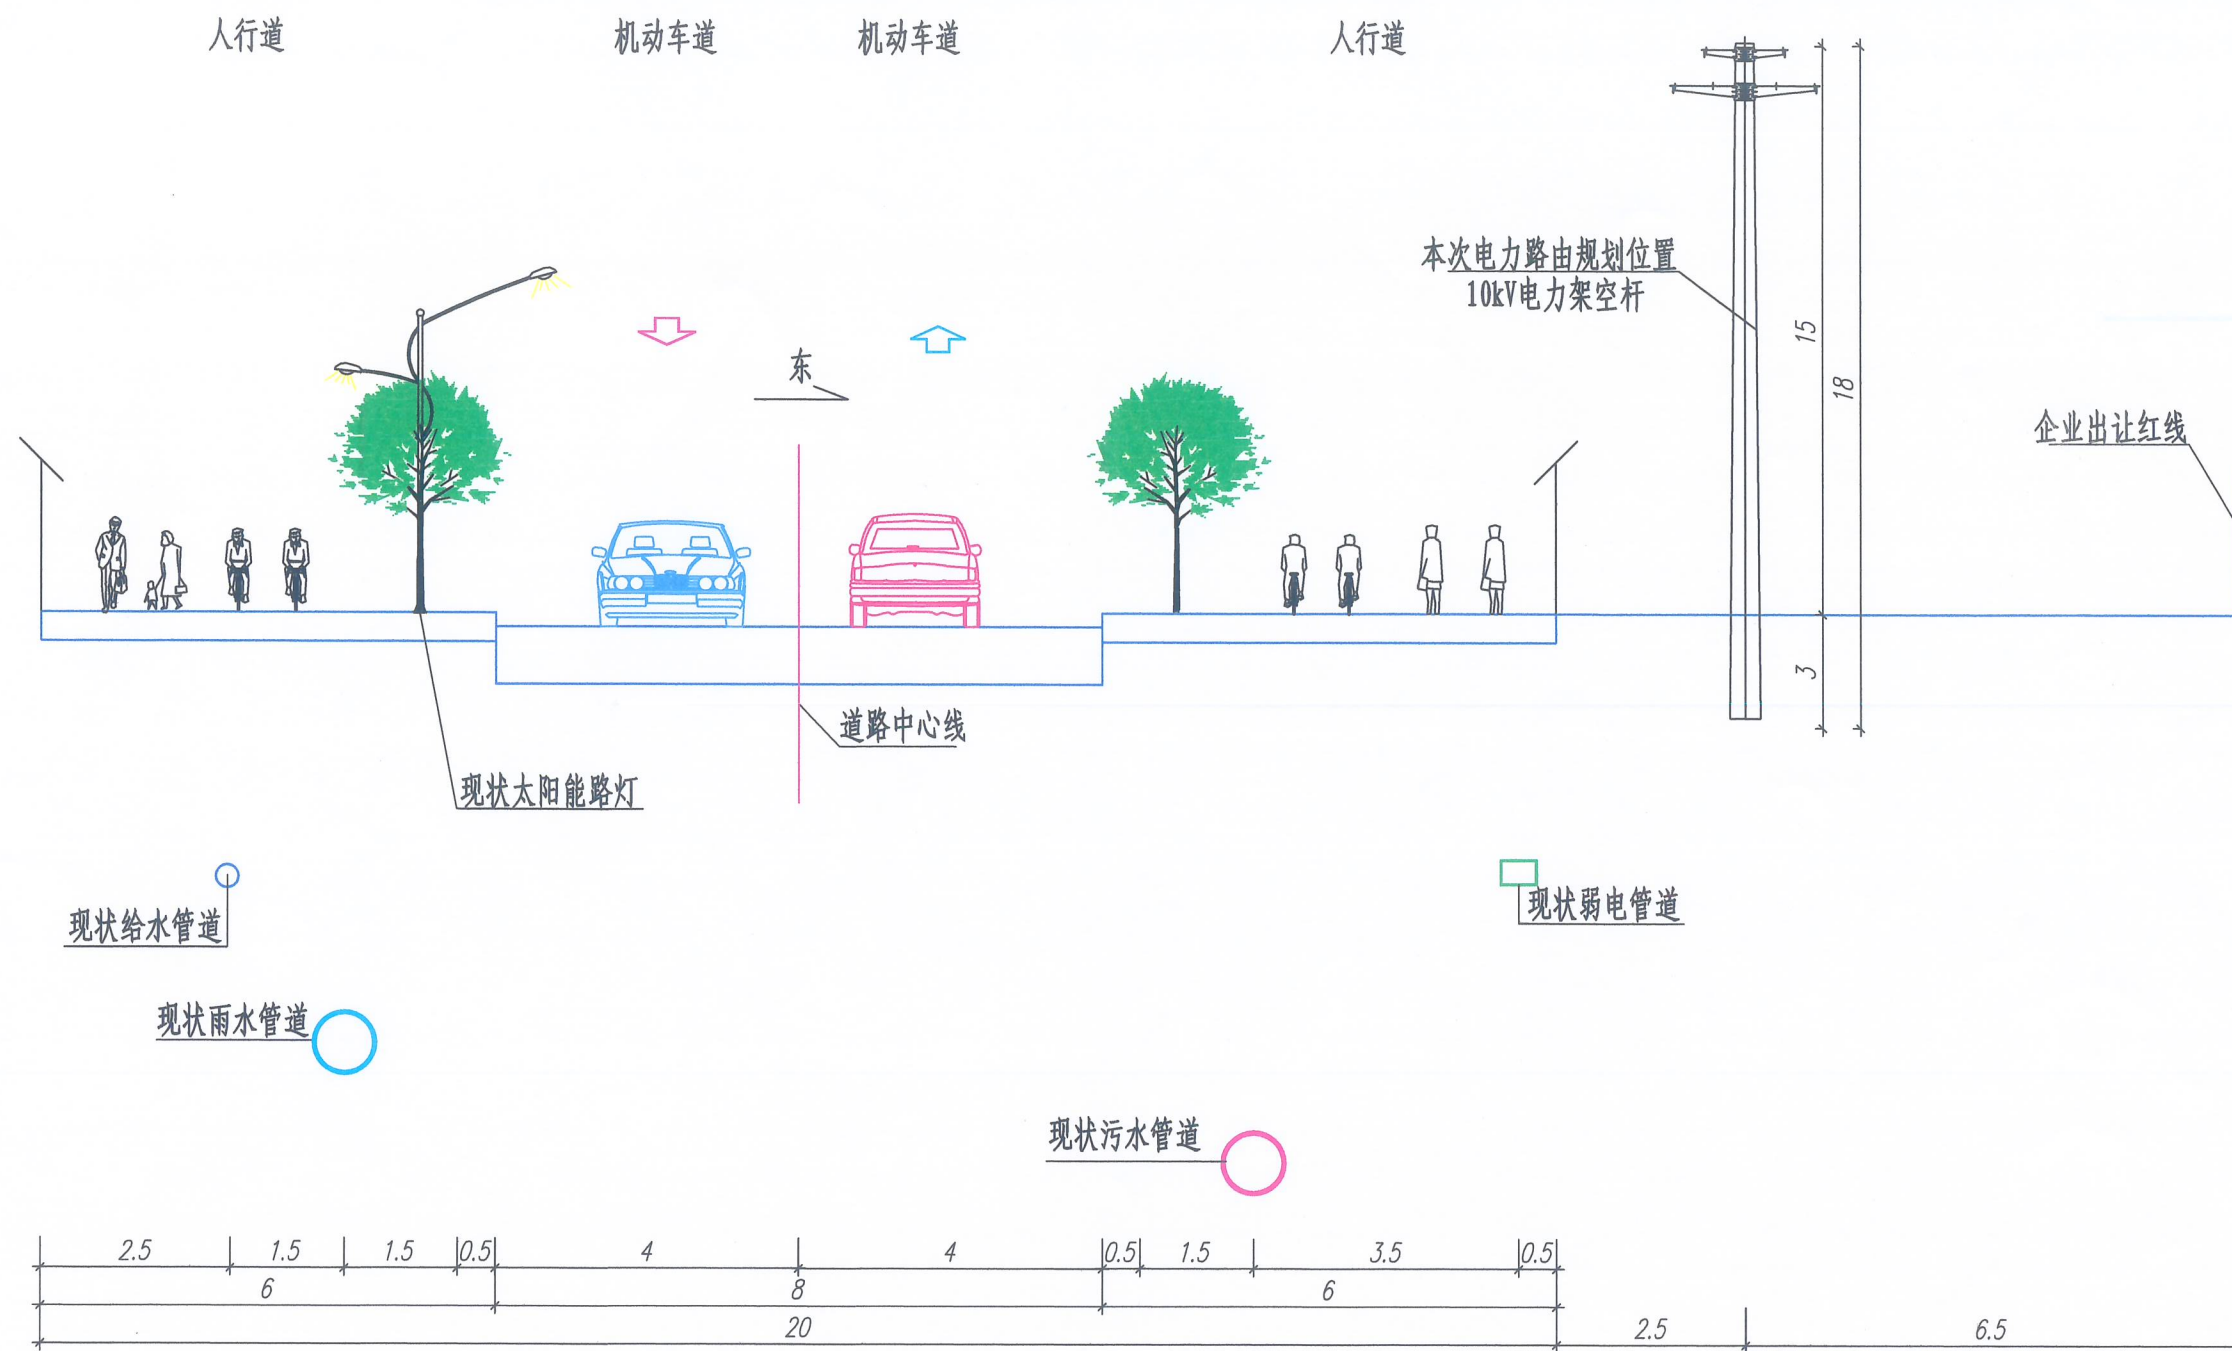 人行道
机动车道
机动车道
人行道
本次电力路由规划位置
10kV电力架空杆
15
18
东
企业出让红线
3
道路中心线
现状太阳能路灯
现状给水管道
现状弱电管道
现状雨水管道
现状污水管道
2.5 1.5 1.5 0.5 4 4 0.5 1.5 3.5 0.5
6 8 6
20 2.5 6.5